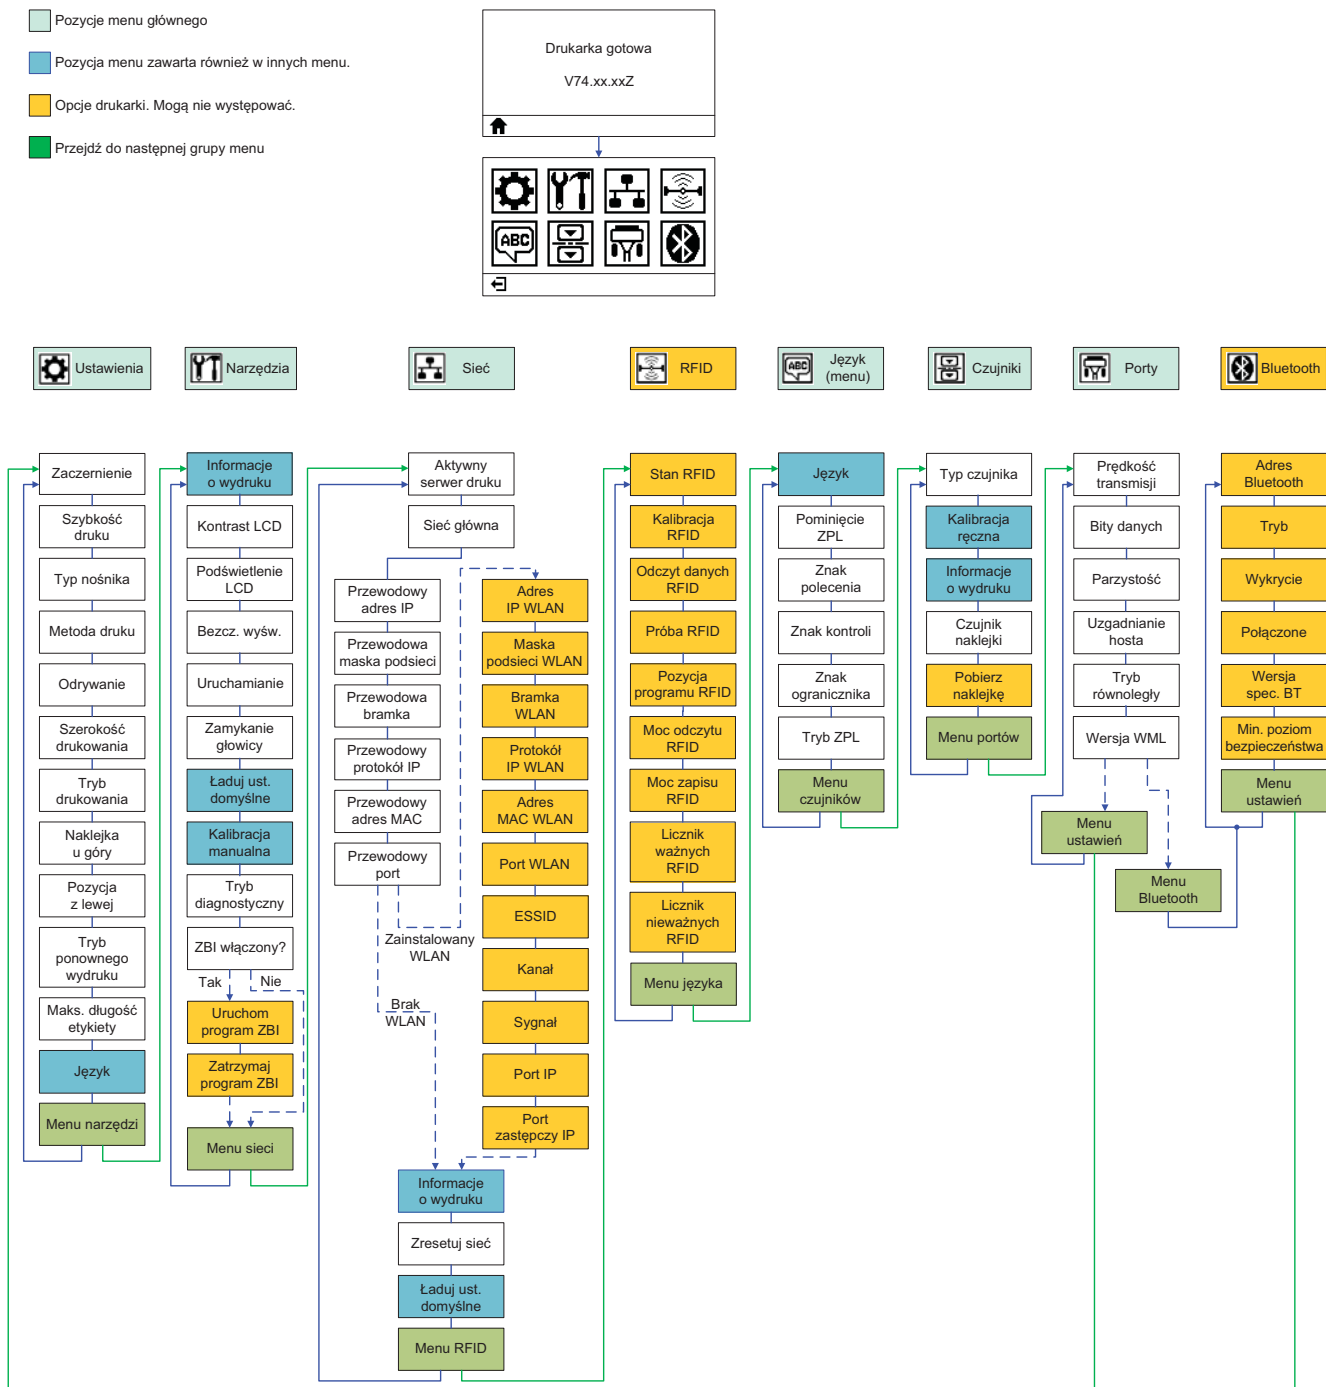 Pozycje menu głównego
Pozycja menu zawarta również w innych menu.
Opcje drukarki. Mogą nie występować.
Przejdź do następnej grupy menu
Drukarka gotowa
V74.xx.xxZ
ABC
Ustawienia
Narzędzia
Sieć
RFID
ABC
Język
(menu)
Czujniki
Porty
Bluetooth
Zaczernienie
Szybkość
druku
Typ nośnika
Metoda druku
Odrywanie
Szerokość
drukowania
Tryb
drukowania
Naklejka
u góry
Pozycja
z lewej
Tryb
ponownego
wydruku
Maks. długość
etykiety
Język
Menu narzędzi
Informacje
o wydruku
Kontrast LCD
Podświetlenie
LCD
Bezcz. wyśw.
Uruchamianie
Zamykanie
głowicy
Ładuj ust.
domyślne
Kalibracja
manualna
Tryb
diagnostyczny
ZBI włączony?
Tak
Nie
Uruchom
program ZBI
Zatrzymaj
program ZBI
Menu sieci
Aktywny
serwer druku
Sieć główna
Przewodowy
adres IP
Przewodowa
maska podsieci
Przewodowa
bramka
Przewodowy
protokół IP
Przewodowy
adres MAC
Przewodowy
port
Zainstalowany
WLAN
Brak
WLAN
Adres
IP WLAN
Maska
podsieci WLAN
Bramka
WLAN
Protokół
IP WLAN
Adres
MAC WLAN
Port WLAN
ESSID
Kanał
Sygnał
Port IP
Port
zastępczy IP
Informacje
o wydruku
Zresetuj sieć
Ładuj ust.
domyślne
Menu RFID
Stan RFID
Kalibracja
RFID
Odczyt danych
RFID
Próba RFID
Pozycja
programu RFID
Moc odczytu
RFID
Moc zapisu
RFID
Licznik
ważnych
RFID
Licznik
nieważnych
RFID
Menu języka
Język
Pominięcie
ZPL
Znak
polecenia
Znak kontroli
Znak
ogranicznika
Tryb ZPL
Menu
czujników
Typ czujnika
Kalibracja
ręczna
Informacje
o wydruku
Czujnik
naklejki
Pobierz
naklejkę
Menu portów
Prędkość
transmisji
Bity danych
Parzystość
Uzgadnianie
hosta
Tryb
równoległy
Wersja WML
Menu
ustawień
Menu
Bluetooth
Adres
Bluetooth
Tryb
Wykrycie
Połączone
Wersja
spec. BT
Min. poziom
bezpieczeństwa
Menu
ustawień